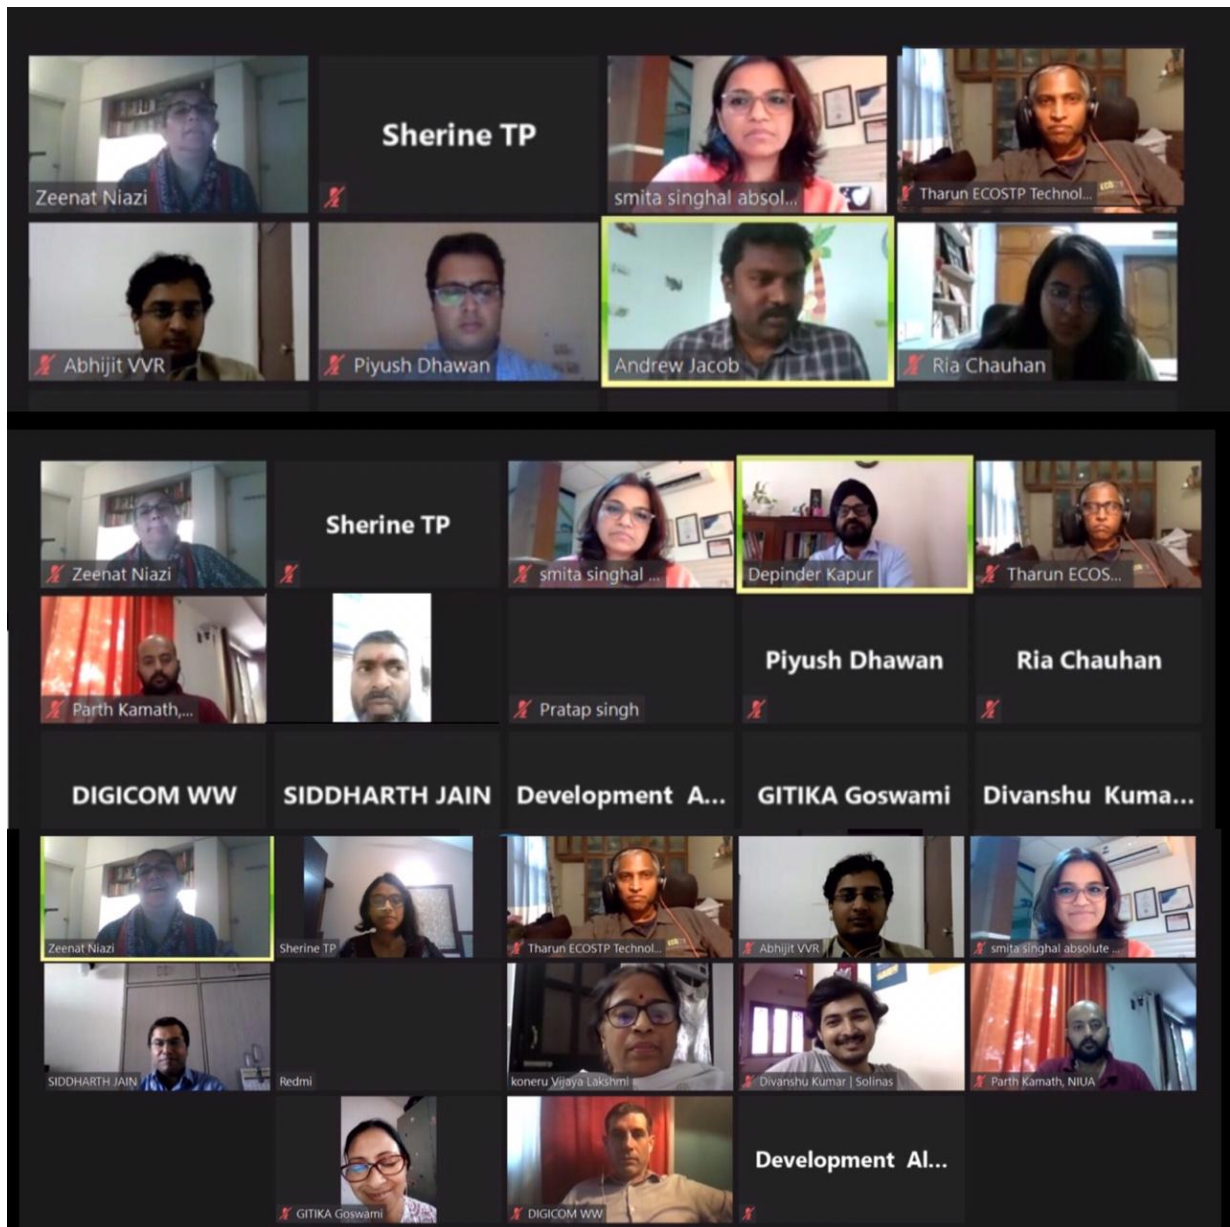 Zeenat Niazi
Sherine TP
smita singhal absol...
Tharun ECOSTP Technol...
Abhijit VVR
Piyush Dhawan
Andrew Jacob
Ria Chauhan
Zeenat Niazi
Sherine TP
smita singhal ...
Depinder Kapur
Tharun ECOS...
Parth Kamath,...
Pratap singh
Piyush Dhawan
Ria Chauhan
DIGICOM WW
SIDDHARTH JAIN
Development A...
GITIKA Goswami
Divanshu Kuma...
Zeenat Niazi
Sherine TP
Tharun ECOSTP Technol...
Abhijit VVR
smita singhal absolute ...
SIDDHARTH JAIN
Redmi
koneru Vijaya Lakshmi
Divanshu Kumar | Solinas
Parth Kamath, NIUA
GITIKA Goswami
DIGICOM WW
Development Al...